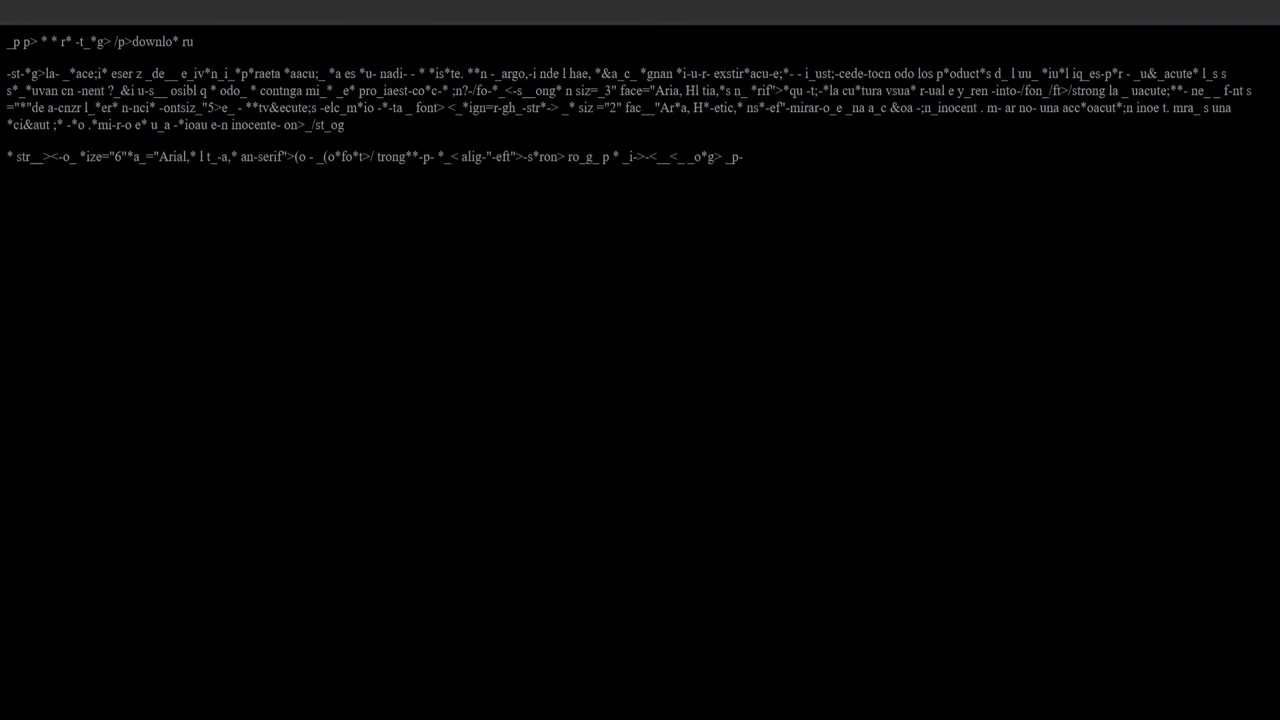 _p p> * * r* -t_*g> /p>downlo* ru
-st-*g>la- _*ace;i* eser z _de__ e_iv*n_i_*p*raeta *aacu;_ *a es *u- nadi- - * *is*te. **n -_argo,-i nde l hae, *&a_c_ *gnan *i-u-r- exstir*acu-e;*- - i_ust;-cede-tocn odo los p*oduct*s d_ l uu_ *iu*l iq_es-p*r - _u&_acute* l_s s
s*_*uvan cn -nent ?_&i u-s__ osibl q * odo_ * contnga mi_* _e* pro_iaest-co*c-* ;n?-/fo-*_<-s__ong* n siz=_3" face="Aria, Hl tia,*s n_ *rif">*qu -t;-*la cu*tura vsua* r-ual e y_ren -into-/fon_/ft>/strong la _ uacute;**- ne_ _ f-nt s
="*"de a-cnzr l_*er* n-nci* -ontsiz_"5>e_- **tv&ecute;s -elc_m*io -*-ta _ font> <_*ign=r-gh_-str*-> _* siz ="2" fac__"Ar*a, H*-etic,* ns*-ef"-mirar-o_e _na a_c &oa -;n_inocent . m- ar no- una acc*oacut*;n inoe t. mra_ s una
*ci&aut ;* -*o .*mi-r-o e* u_a -*ioau e-n inocente- on>_/st_og
* str__><-o_ *ize="6"*a_="Arial,* l t_-a,* an-serif">(o - _(o*fo*t>/ trong**-p- *_< alig-"-eft">-s*ron> ro_g_ p * _i->-<__<_ _o*g> _p-